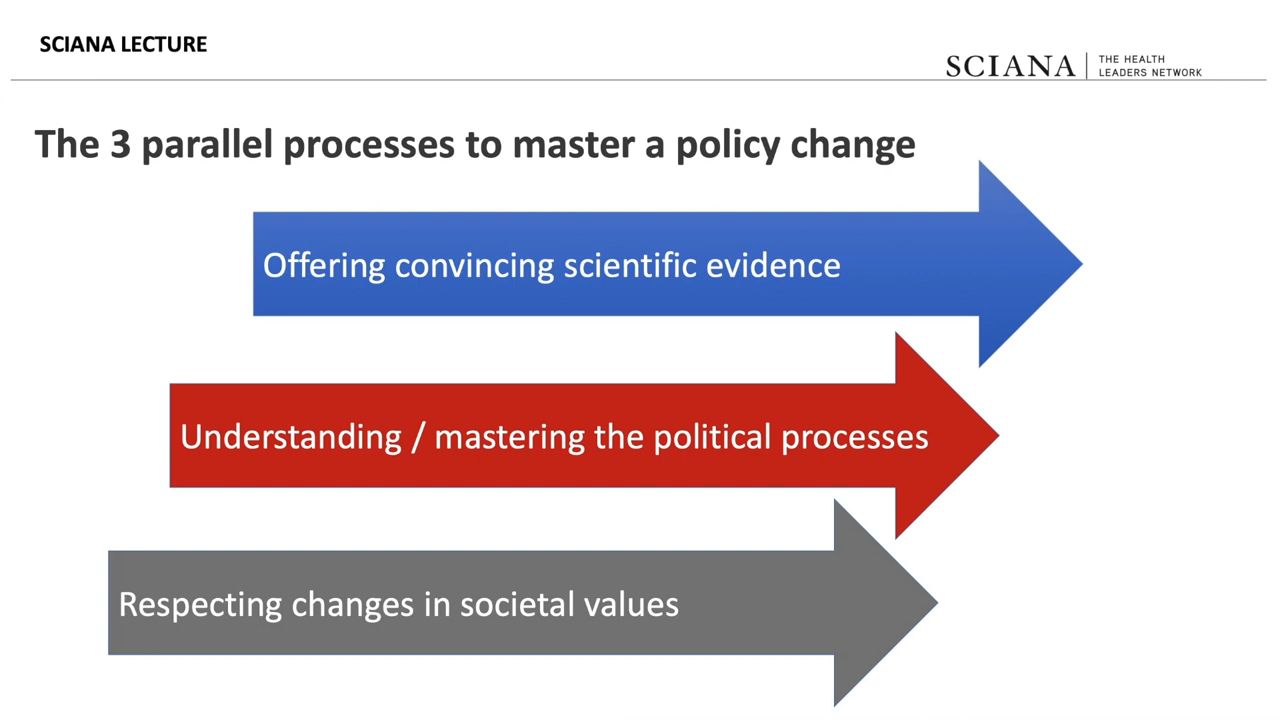 SCIANA LECTURE
SCIANA
THE HEALTH
LEADERS NETWORK
The 3 parallel processes to master a policy change
Offering convincing scientific evidence
Understanding / mastering the political processes
Respecting changes in societal values